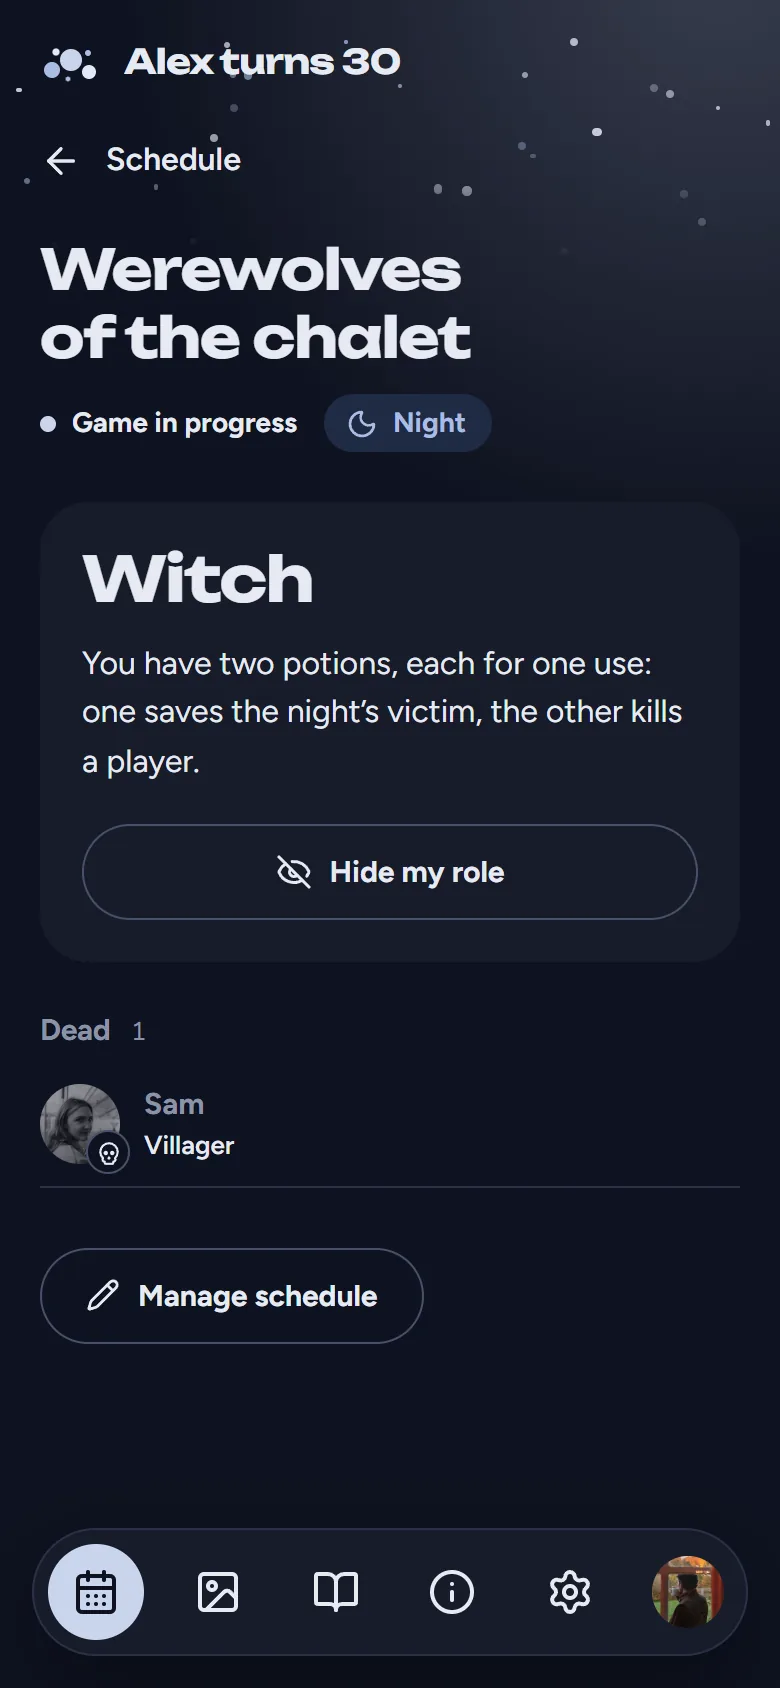 Alex turns 30
Schedule
Werewolves
of the chalet
Game in progress
Night
Witch
You have two potions, each for one use:
one saves the night’s victim, the other kills
a player.
Hide my role
Dead 1
Sam
Villager
Manage schedule